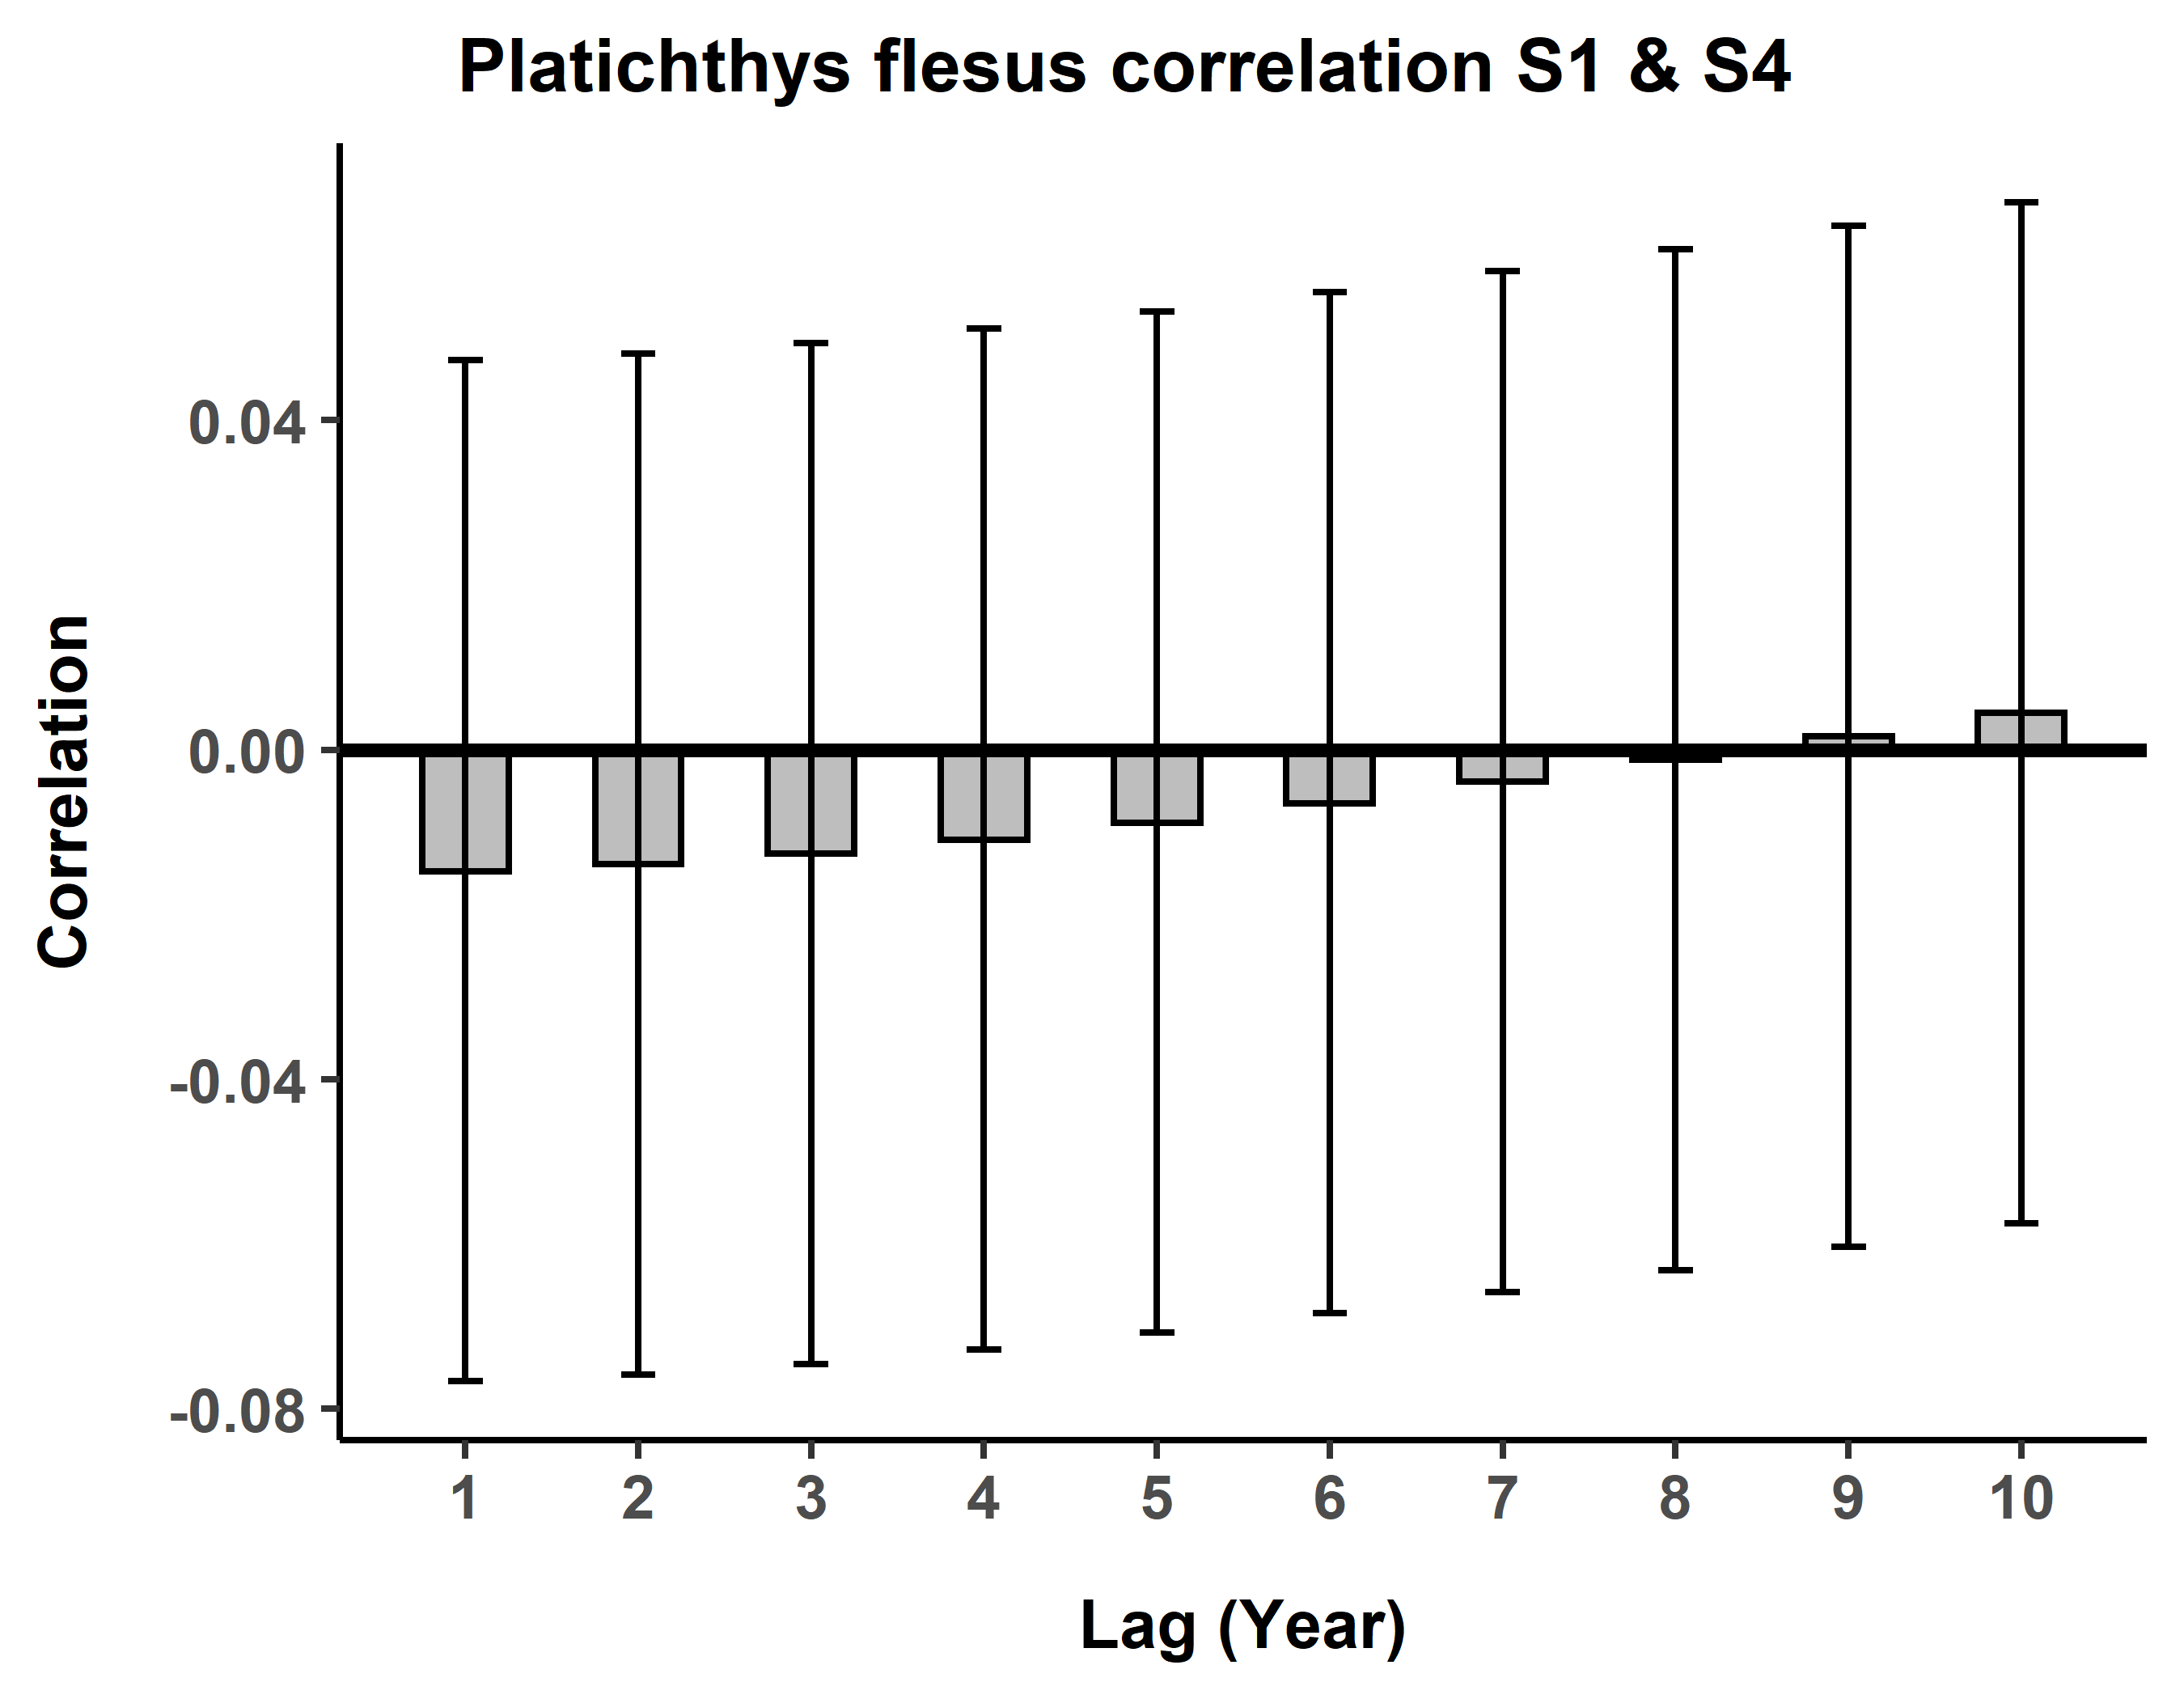 Platichthys flesus correlation S1 & S4
Correlation
0.04
0.00
-0.04
-0.08
1 2 3 4 5 6 7 8 9 10
Lag (Year)